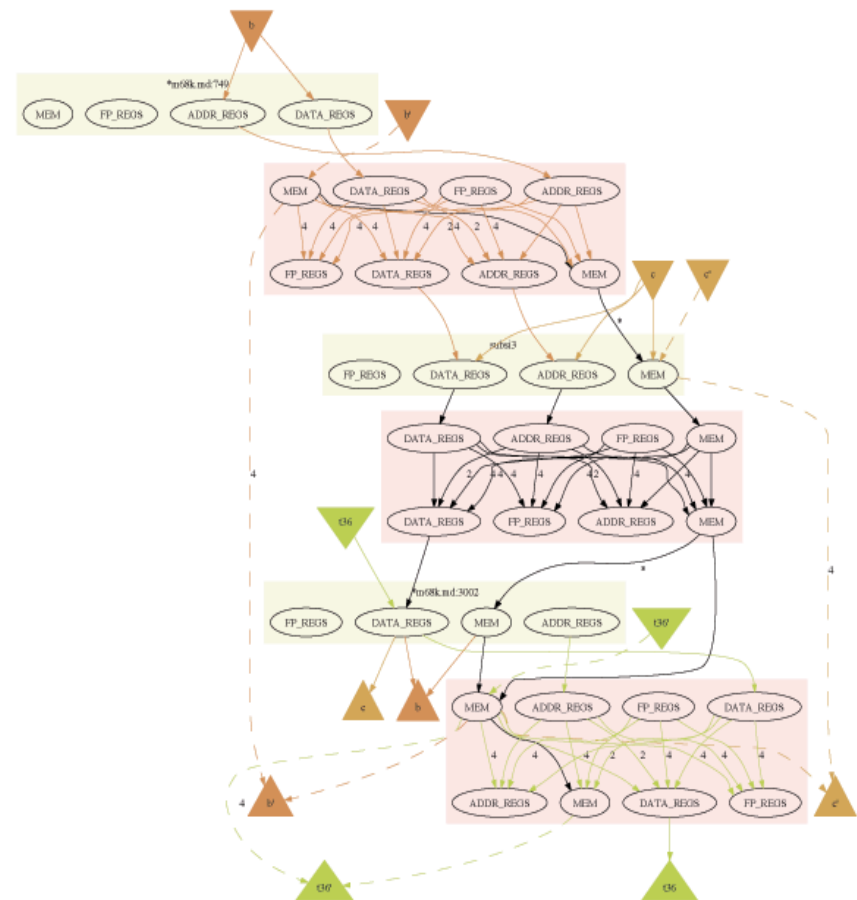 b
*m68k.md:749
MEM FP_REGS ADDR_REGS DATA_REGS
b'
MEM DATA_REGS FP_REGS ADDR_REGS
4 4 4 4 4 2 4 2 4
FP_REGS DATA_REGS ADDR_REGS MEM
c c'
*
subsi3
FP_REGS DATA_REGS ADDR_REGS MEM
DATA_REGS ADDR_REGS FP_REGS MEM
4 2 4 4 4 4 4 2 4 4
DATA_REGS FP_REGS ADDR_REGS MEM
t36
* 4
*m68k.md:3002
FP_REGS DATA_REGS MEM ADDR_REGS
t36'
c b
MEM ADDR_REGS FP_REGS DATA_REGS
4 4 4 2 2 4 4 4 4
4 b' ADDR_REGS MEM DATA_REGS FP_REGS c'
t36' t36